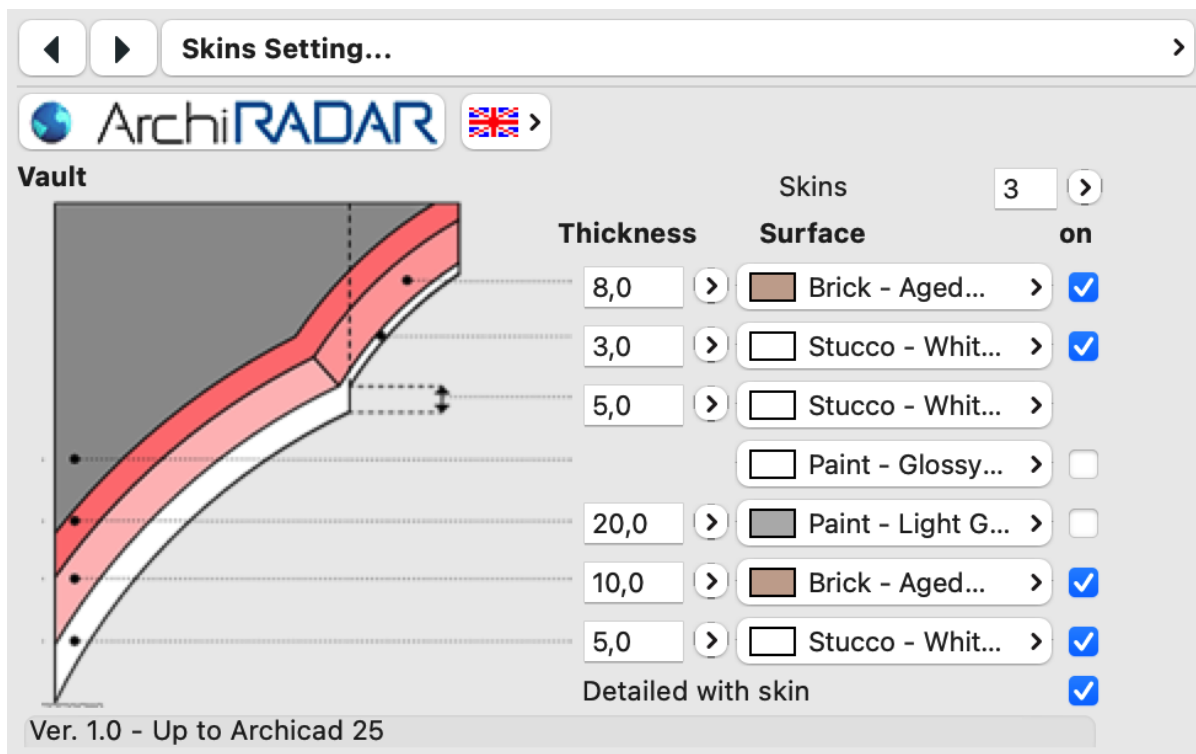 Skins Setting...
ArchiRADAR
Vault
Skins 3
Thickness Surface on
8,0 Brick - Aged...
3,0 Stucco - Whit...
5,0 Stucco - Whit...
Paint - Glossy...
20,0 Paint - Light G...
10,0 Brick - Aged...
5,0 Stucco - Whit...
Detailed with skin
Ver. 1.0 - Up to Archicad 25